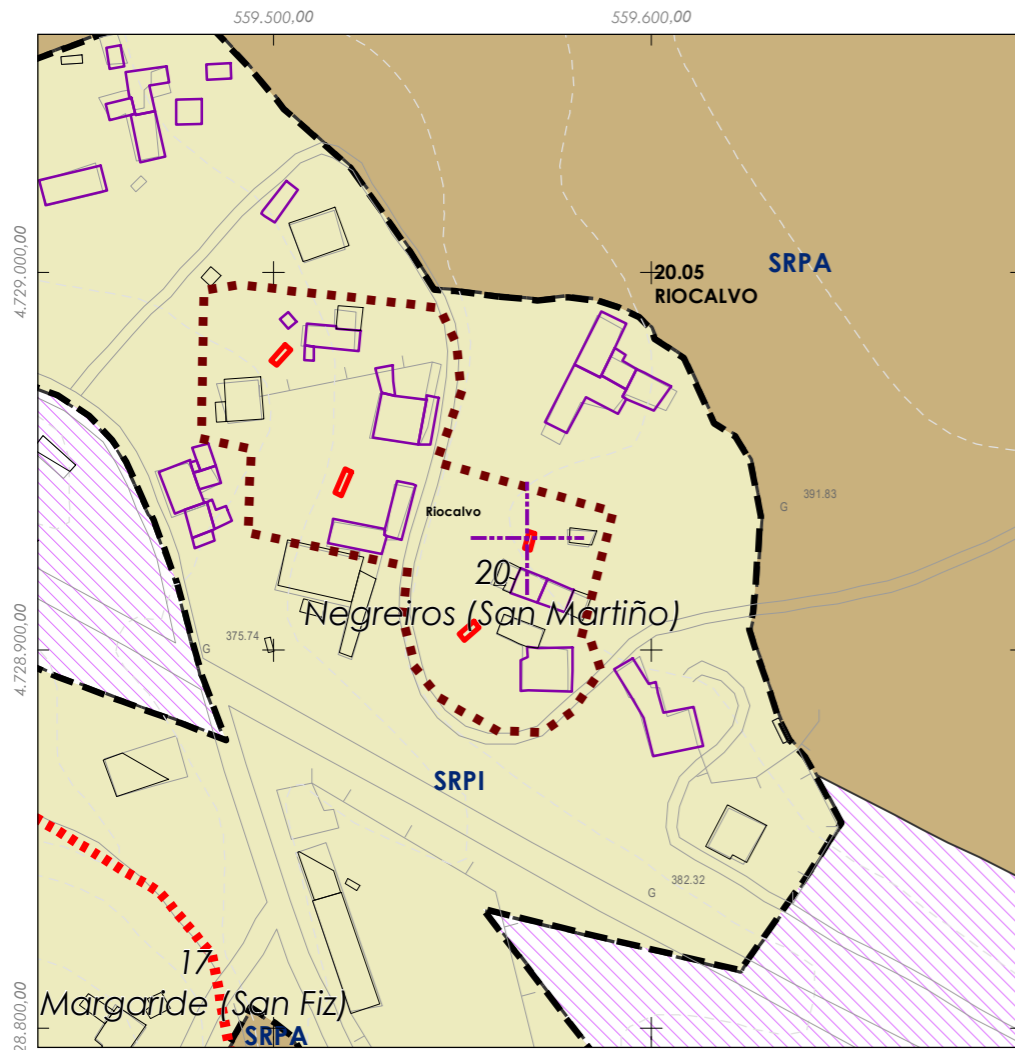 559.500,00
559.600,00
4.729.000,00
20.05
RIOCALVO
SRPA
391.83
G
Riocalvo
20
Negreiros (San Martiño)
375.74
G
4.728.900,00
SRPI
382.32
G
17
Margaride (San Fiz)
SRPA
28.800,00